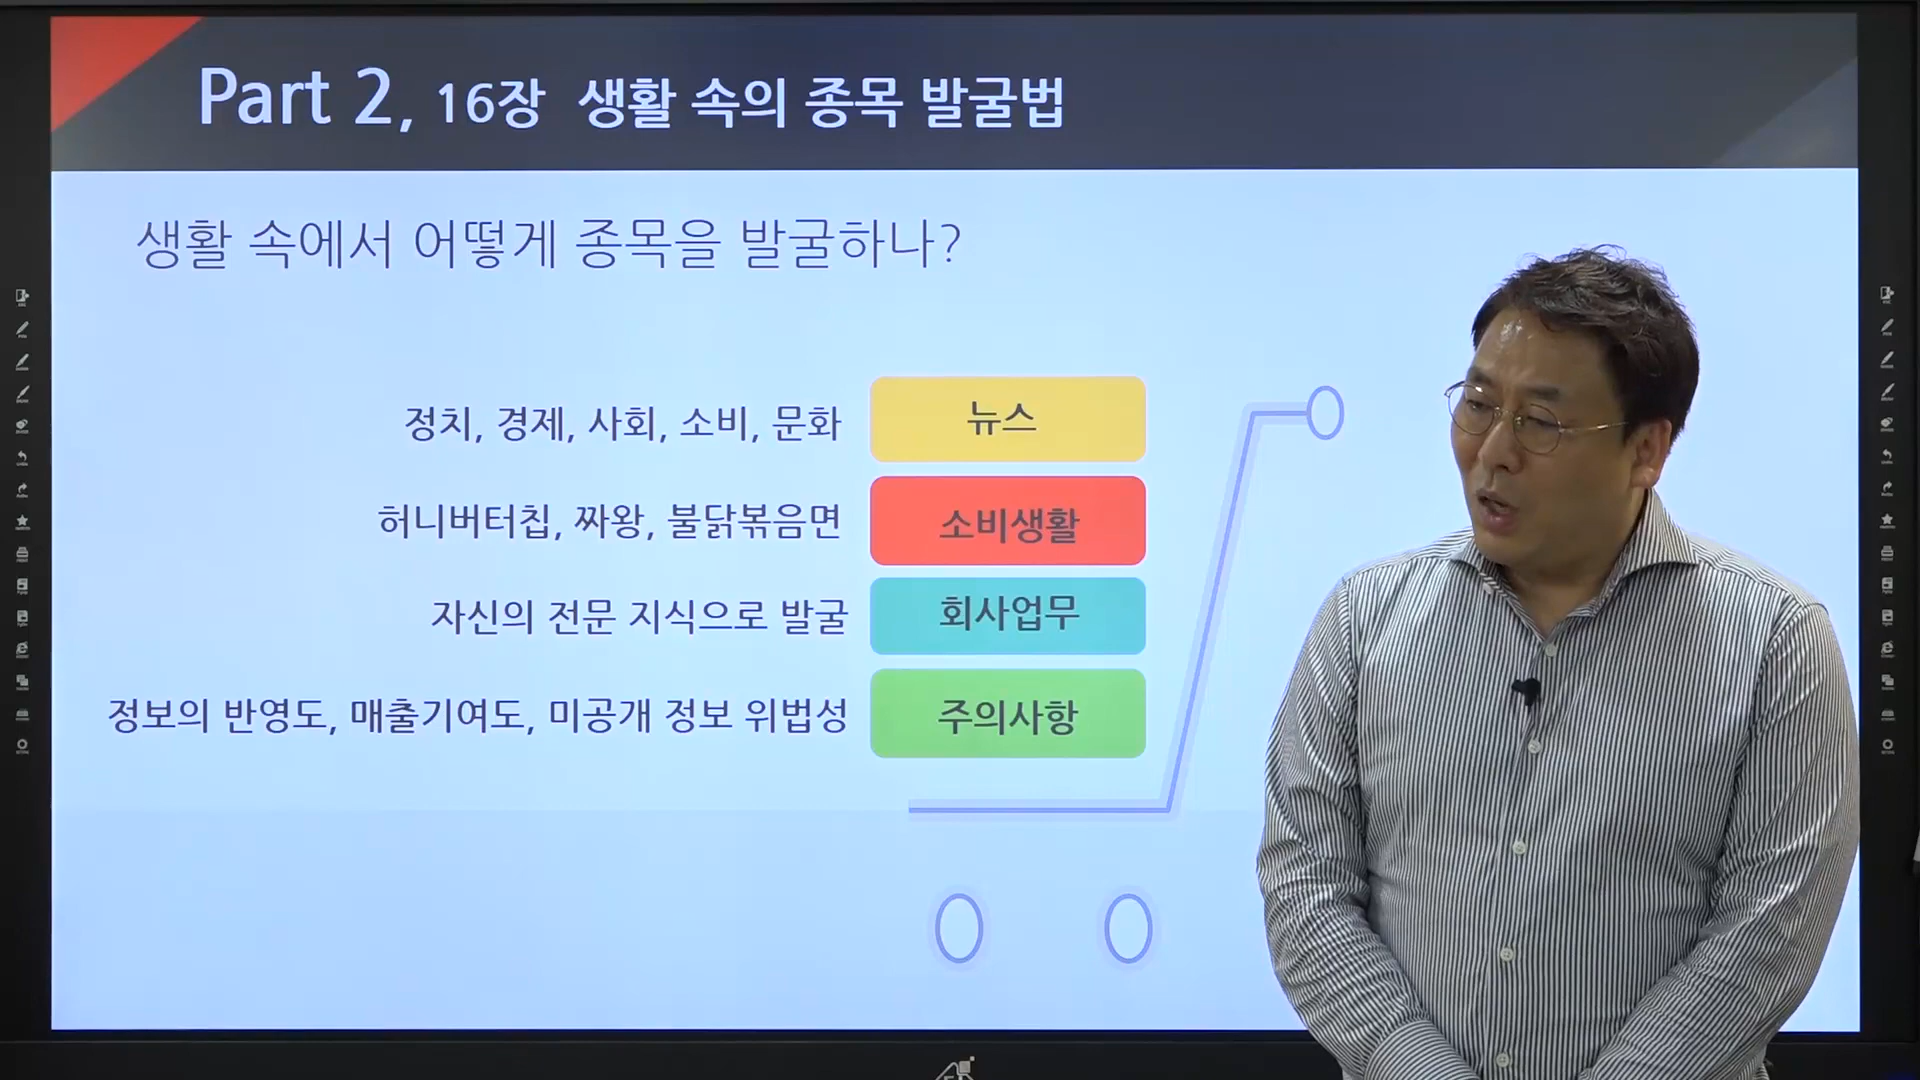 Part 2, 16장 생활 속의 종목 발굴법
생활 속에서 어떻게 종목을 발굴하나?
정치, 경제, 사회, 소비, 문화 뉴스
허니버터칩, 짜왕, 불닭볶음면 소비생활
자신의 전문 지식으로 발굴 회사업무
정보의 반영도, 매출기여도, 미공개 정보 위법성 주의사항